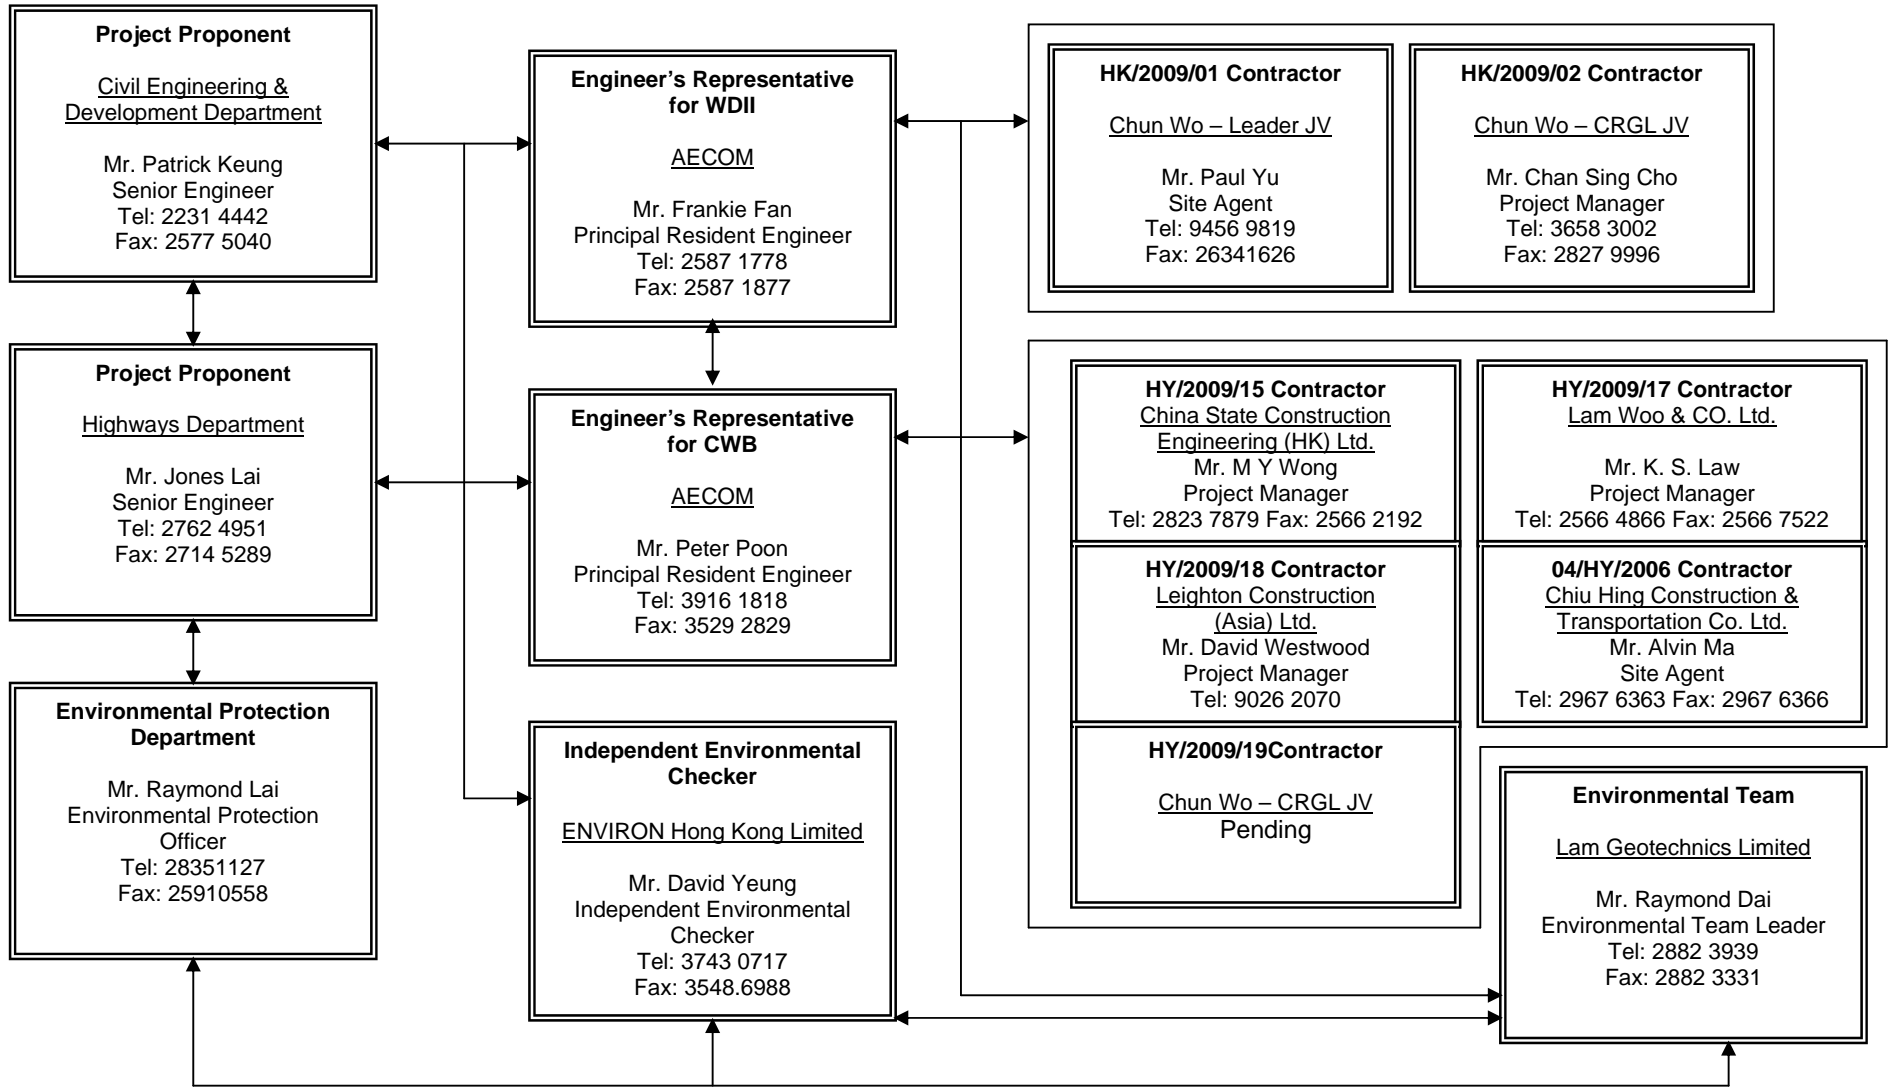 Project Proponent
Civil Engineering &
Development Department
Mr. Patrick Keung
Senior Engineer
Tel: 2231 4442
Fax: 2577 5040
Project Proponent
Highways Department
Mr. Jones Lai
Senior Engineer
Tel: 2762 4951
Fax: 2714 5289
Environmental Protection
Department
Mr. Raymond Lai
Environmental Protection
Officer
Tel: 28351127
Fax: 25910558
Engineer’s Representative
for WDII
AECOM
Mr. Frankie Fan
Principal Resident Engineer
Tel: 2587 1778
Fax: 2587 1877
Engineer’s Representative
for CWB
AECOM
Mr. Peter Poon
Principal Resident Engineer
Tel: 3916 1818
Fax: 3529 2829
Independent Environmental
Checker
ENVIRON Hong Kong Limited
Mr. David Yeung
Independent Environmental
Checker
Tel: 3743 0717
Fax: 3548.6988
HK/2009/01 Contractor
Chun Wo – Leader JV
Mr. Paul Yu
Site Agent
Tel: 9456 9819
Fax: 26341626
HK/2009/02 Contractor
Chun Wo – CRGL JV
Mr. Chan Sing Cho
Project Manager
Tel: 3658 3002
Fax: 2827 9996
HY/2009/15 Contractor
China State Construction
Engineering (HK) Ltd.
Mr. M Y Wong
Project Manager
Tel: 2823 7879 Fax: 2566 2192
HY/2009/17 Contractor
Lam Woo & CO. Ltd.
Mr. K. S. Law
Project Manager
Tel: 2566 4866 Fax: 2566 7522
HY/2009/18 Contractor
Leighton Construction
(Asia) Ltd.
Mr. David Westwood
Project Manager
Tel: 9026 2070
04/HY/2006 Contractor
Chiu Hing Construction &
Transportation Co. Ltd.
Mr. Alvin Ma
Site Agent
Tel: 2967 6363 Fax: 2967 6366
HY/2009/19Contractor
Chun Wo – CRGL JV
Pending
Environmental Team
Lam Geotechnics Limited
Mr. Raymond Dai
Environmental Team Leader
Tel: 2882 3939
Fax: 2882 3331